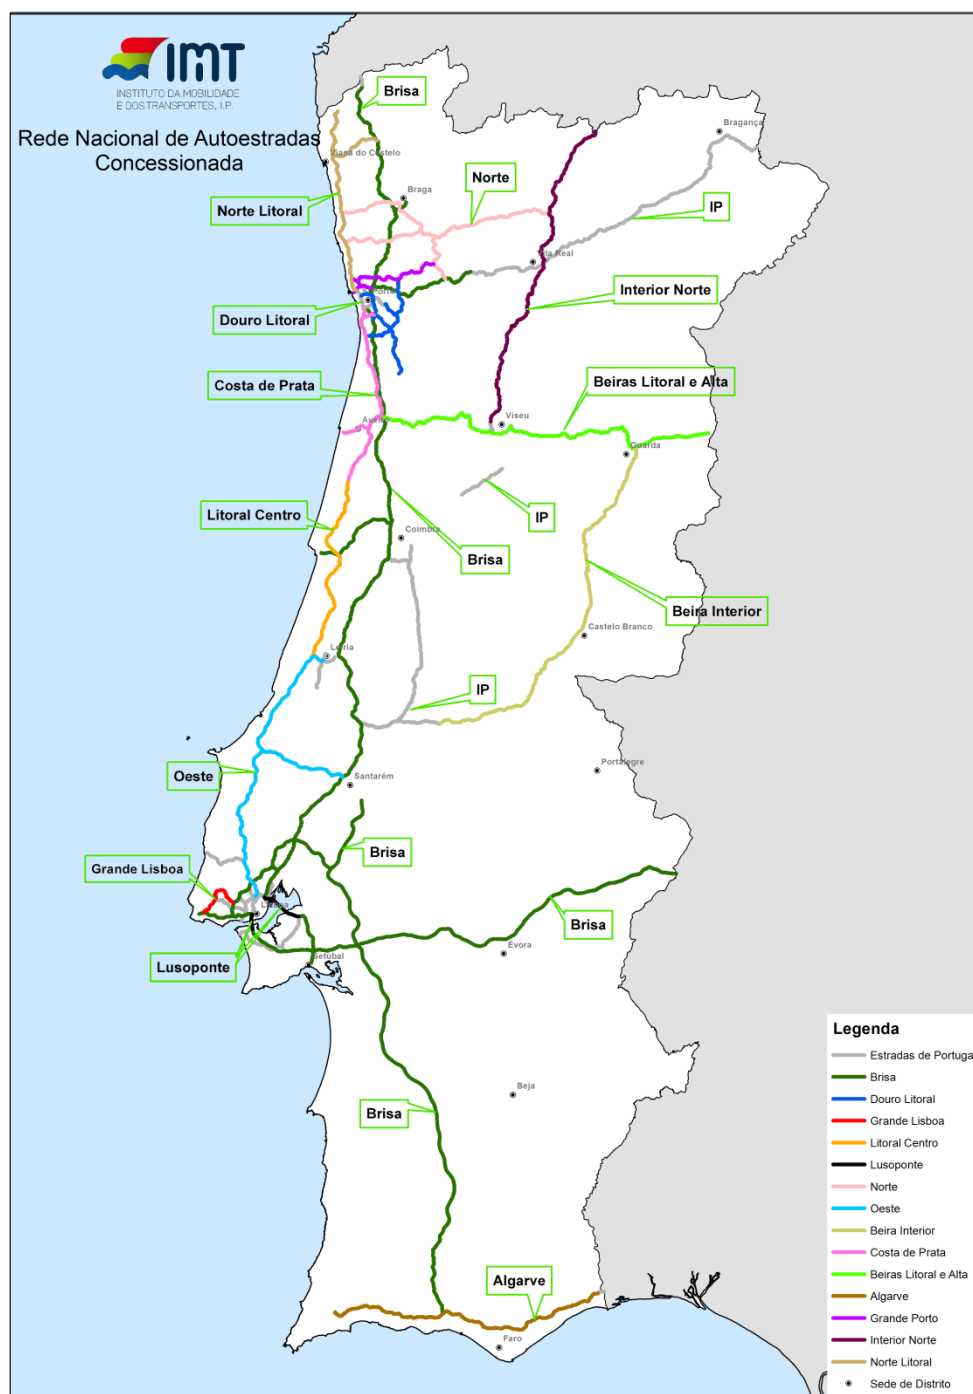 IMT
INSTITUTO DA MOBILIDADE
E DOS TRANSPORTES, I.P.
Rede Nacional de Autoestradas
Concessionada
Brisa
Bragança
Viana do Castelo
Braga
Norte
Norte Litoral
IP
Vila Real
Interior Norte
Porto
Douro Litoral
Costa de Prata
Beiras Litoral e Alta
Viseu
Aveiro
Guarda
Litoral Centro
IP
Coimbra
Brisa
Beira Interior
Castelo Branco
Leiria
IP
Portalegre
Oeste
Santarém
Brisa
Grande Lisboa
Lisboa
Brisa
Évora
Lusoponte
Setúbal
Beja
Brisa
Algarve
Faro
Legenda
Estradas de Portuga
Brisa
Douro Litoral
Grande Lisboa
Litoral Centro
Lusoponte
Norte
Oeste
Beira Interior
Costa de Prata
Beiras Litoral e Alta
Algarve
Grande Porto
Interior Norte
Norte Litoral
Sede de Distrito